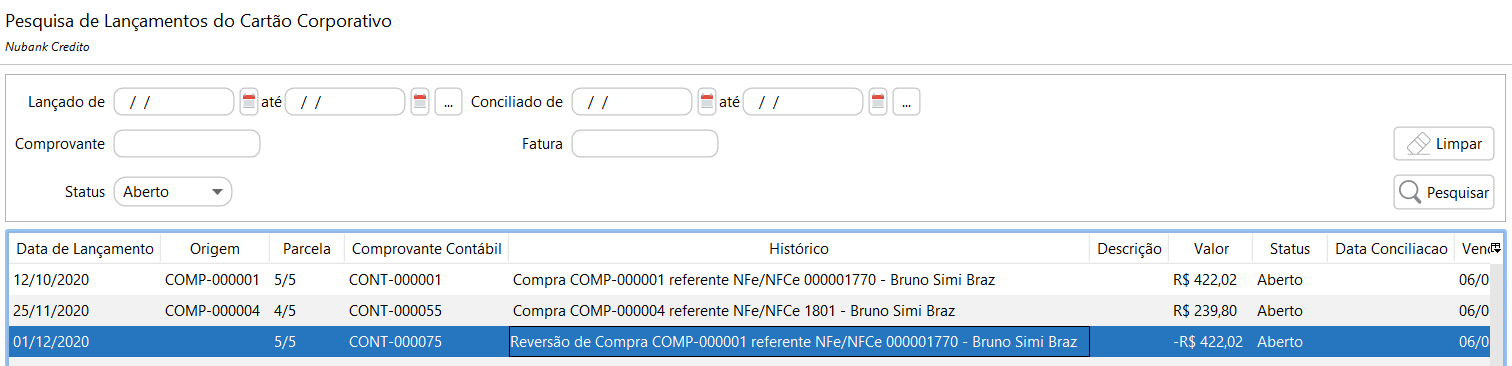 Pesquisa de Lançamentos do Cartão Corporativo
Nubank Credito
Lançado de / / até / / ... Conciliado de / / até / / ...
Comprovante Fatura Limpar
Status Aberto Pesquisar
Data de Lançamento Origem Parcela Comprovante Contábil Histórico Descrição Valor Status Data Conciliacao Venc
12/10/2020 COMP-000001 5/5 CONT-000001 Compra COMP-000001 referente NFe/NFCe 000001770 - Bruno Simi Braz R$ 422,02 Aberto 06/0
25/11/2020 COMP-000004 4/5 CONT-000055 Compra COMP-000004 referente NFe/NFCe 1801 - Bruno Simi Braz R$ 239,80 Aberto 06/0
01/12/2020 5/5 CONT-000075 Reversão de Compra COMP-000001 referente NFe/NFCe 000001770 - Bruno Simi Braz -R$ 422,02 Aberto 06/0